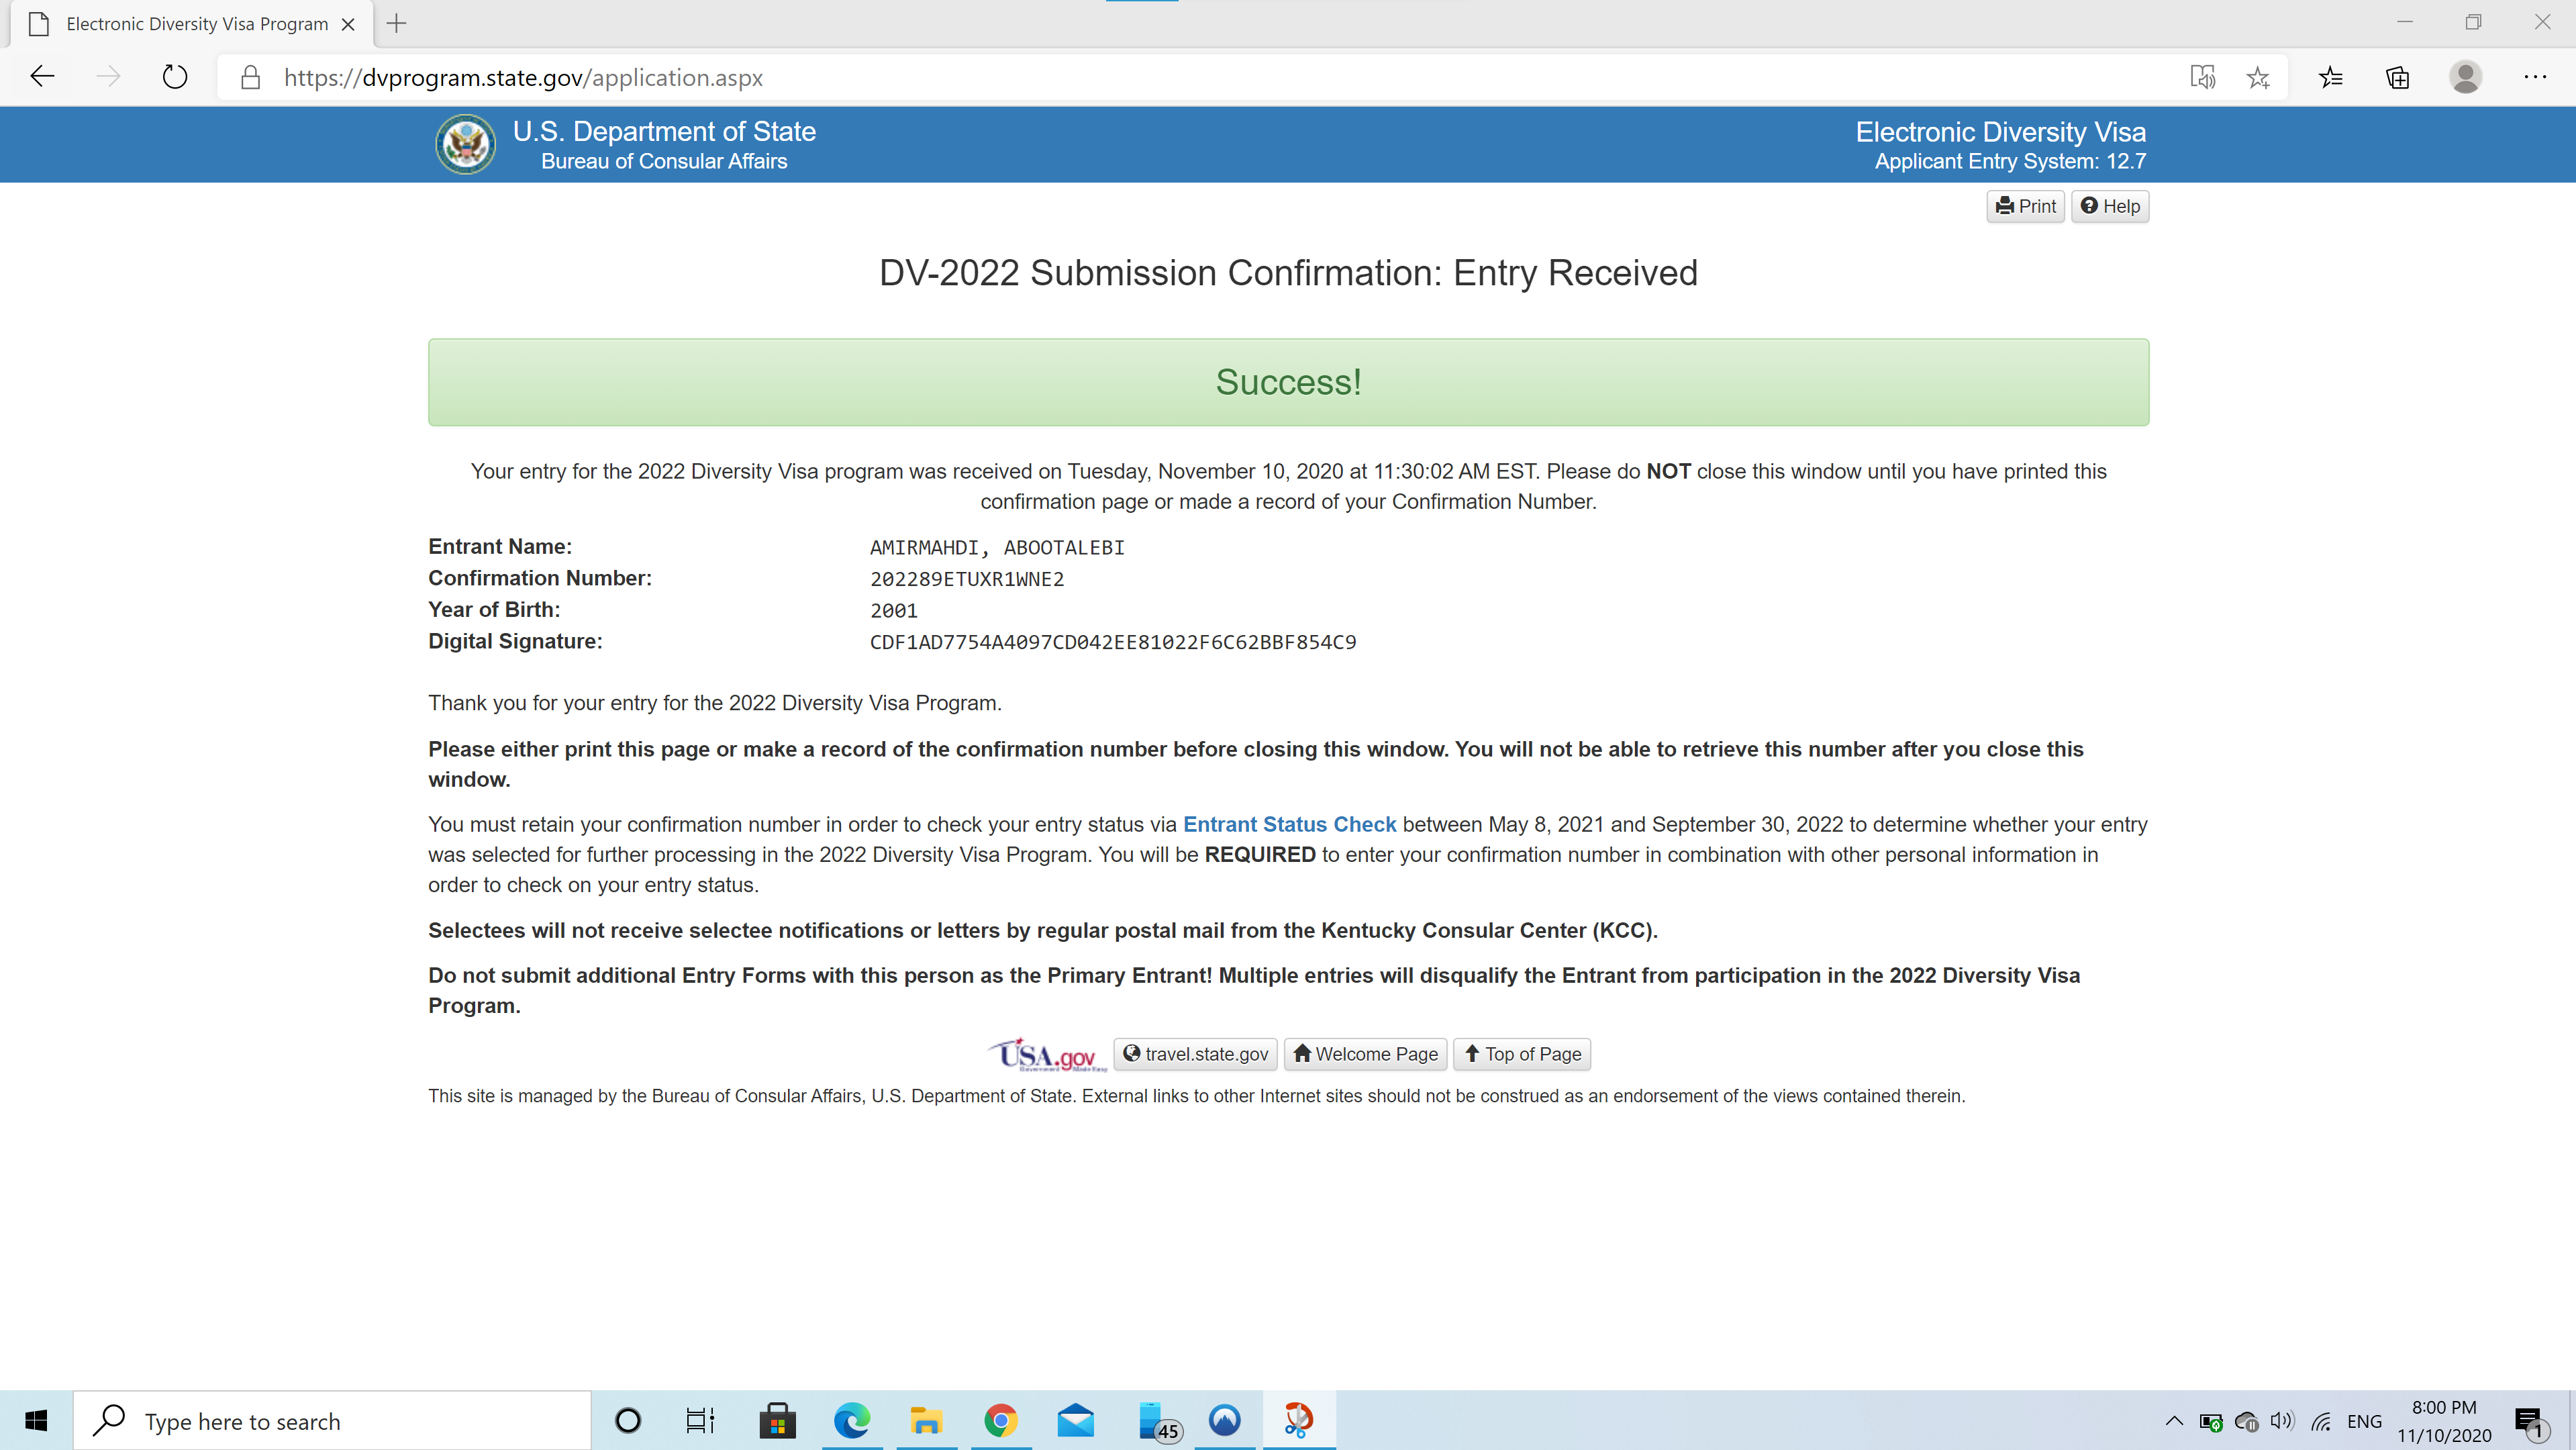 Electronic Diversity Visa Program
https://dvprogram.state.gov/application.aspx
U.S. Department of State
Bureau of Consular Affairs
Electronic Diversity Visa
Applicant Entry System: 12.7
Print
Help
DV-2022 Submission Confirmation: Entry Received
Success!
Your entry for the 2022 Diversity Visa program was received on Tuesday, November 10, 2020 at 11:30:02 AM EST. Please do NOT close this window until you have printed this
confirmation page or made a record of your Confirmation Number.
Entrant Name: AMIRMAHDI, ABOOTALEBI
Confirmation Number: 202289ETUXR1WNE2
Year of Birth: 2001
Digital Signature: CDF1AD7754A4097CD042EE81022F6C62BBF854C9
Thank you for your entry for the 2022 Diversity Visa Program.
Please either print this page or make a record of the confirmation number before closing this window. You will not be able to retrieve this number after you close this
window.
You must retain your confirmation number in order to check your entry status via Entrant Status Check between May 8, 2021 and September 30, 2022 to determine whether your entry
was selected for further processing in the 2022 Diversity Visa Program. You will be REQUIRED to enter your confirmation number in combination with other personal information in
order to check on your entry status.
Selectees will not receive selectee notifications or letters by regular postal mail from the Kentucky Consular Center (KCC).
Do not submit additional Entry Forms with this person as the Primary Entrant! Multiple entries will disqualify the Entrant from participation in the 2022 Diversity Visa
Program.
USA.gov
Government Made Easy
travel.state.gov
Welcome Page
Top of Page
This site is managed by the Bureau of Consular Affairs, U.S. Department of State. External links to other Internet sites should not be construed as an endorsement of the views contained therein.
Type here to search
45
ENG
8:00 PM
11/10/2020
1